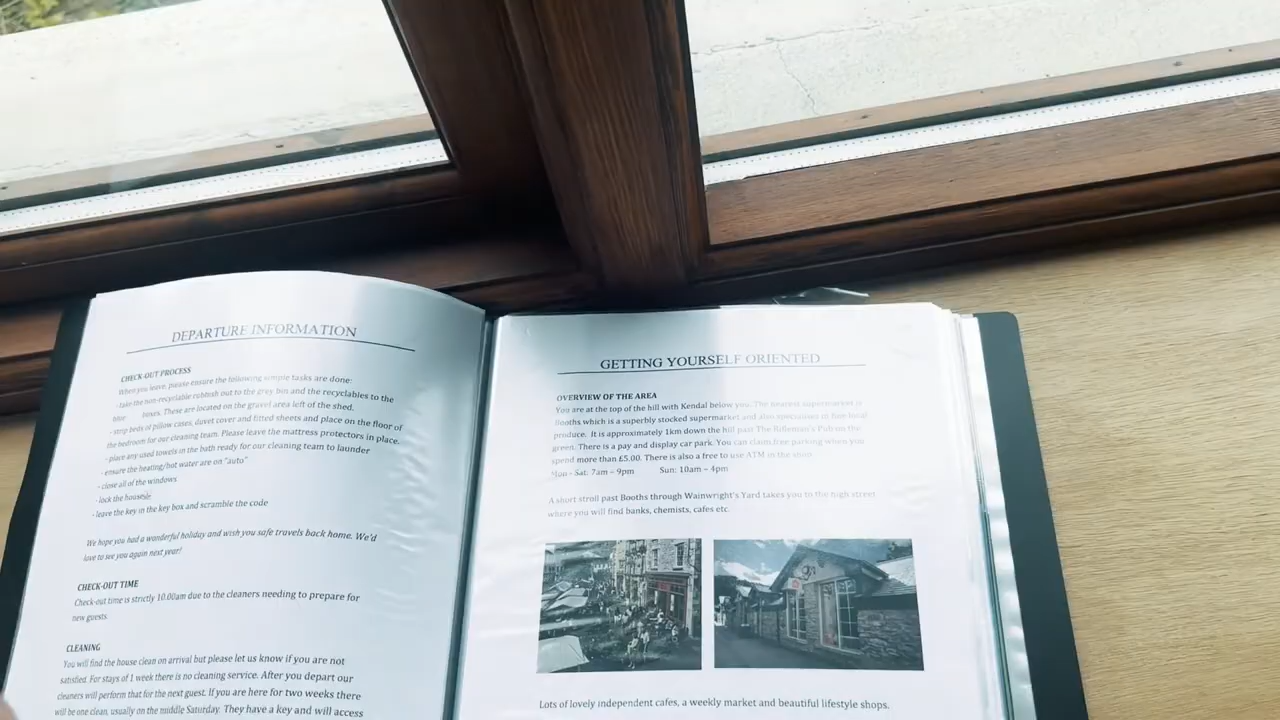 DEPARTURE INFORMATION
CHECK-OUT PROCESS
When you leave, please ensure the following simple tasks are done:
- take the non-recyclable rubbish out to the grey box and the recyclables to the
boxes. These are located on the gravel area left of the shed.
- strip beds of pillow cases, duvet cover and fitted sheets and place on the floor of
the bedroom for our cleaning team. Please leave the mattress protectors in place.
- place any used towels in the bath ready for our cleaning team to launder
- ensure the heating/hot water are on "auto"
- close all of the windows
- lock the
- leave the key in the key box and scramble the code
We hope you had a wonderful holiday and wish you safe travels back home. We'd
love to see you again next year!
CHECK-OUT TIME
Check-out time is strictly 10.00am due to the cleaners needing to prepare for
new guests.
CLEANING
You will find the house clean on arrival but please let us know if you are not
satisfied. For stays of 1 week there is no cleaning service. After you depart our
cleaners will perform that for the next guest. If you are here for two weeks there
will be one clean, usually on the middle Saturday. They have a key and will access
GETTING YOURSELF ORIENTED
OVERVIEW OF THE AREA
You are at the top of the hill with Kendal below you. The nearest supermarket is
Booths which is a superbly stocked supermarket and also specialises in fine local
produce. It is approximately 1km down the hill past The Rifleman's Pub on the
green. There is a pay and display car park. You can claim free parking when you
spend more than £5.00. There is also a free to use ATM in the shop.
Mon - Sat: 7am – 9pm Sun: 10am – 4pm
A short stroll past Booths through Wainwright's Yard takes you to the high street
where you will find banks, chemists, cafes etc.
Lots of lovely independent cafes, a weekly market and beautiful lifestyle shops.